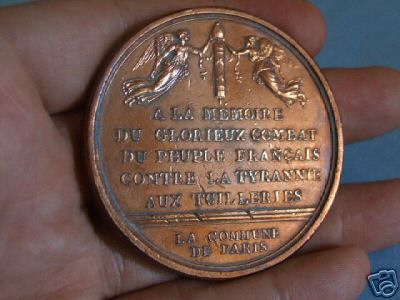 A LA MEMOIRE
DU GLORIEUX COMBAT
DU PEUPLE FRANÇAIS
CONTRE LA TYRANNIE
AUX TUILLERIES
LA COMMUNE
DE PARIS